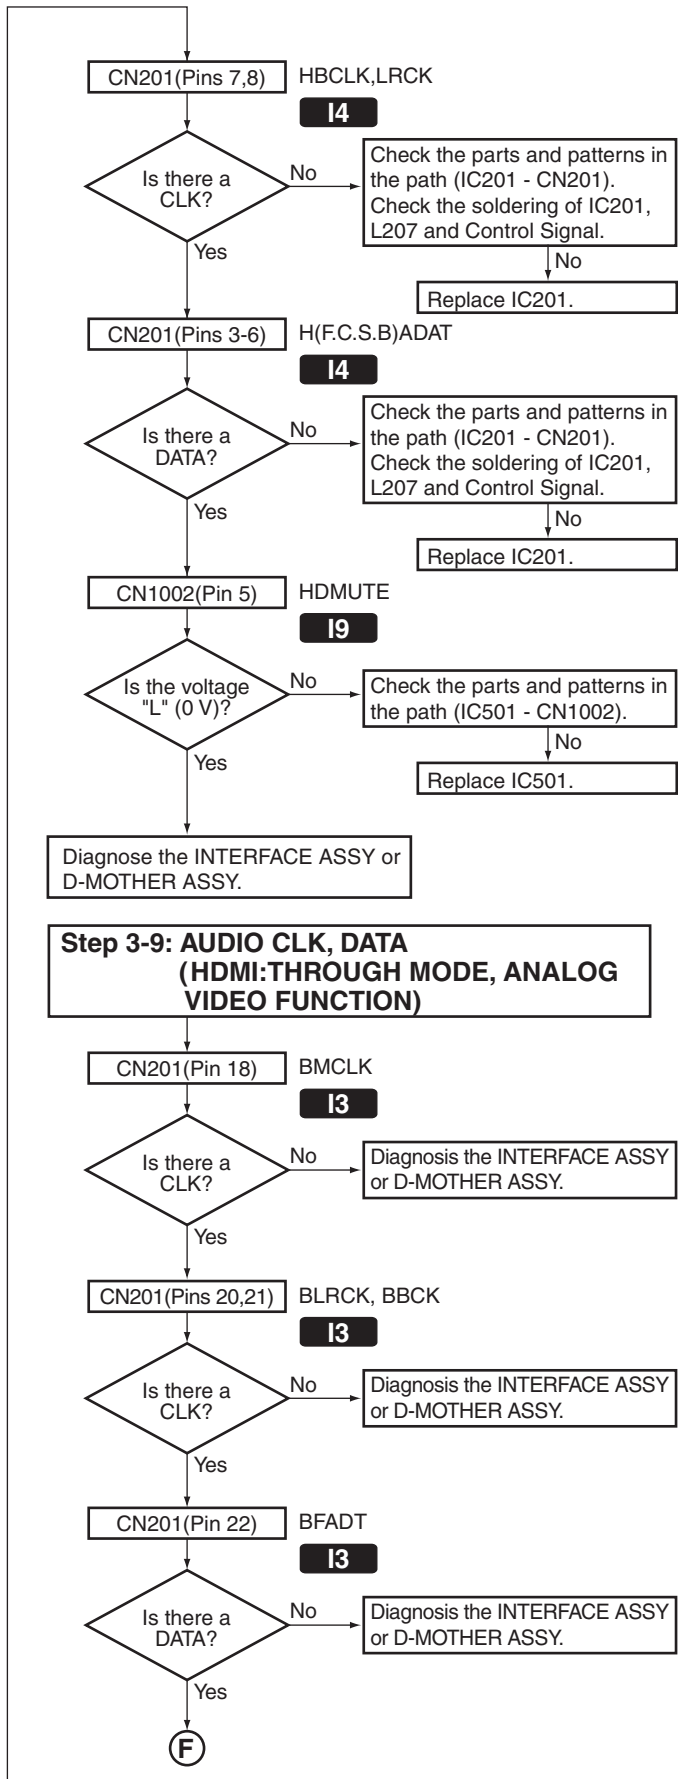 CN201(Pins 7,8)
HBCLK,LRCK
I4
Is there a
CLK?
No
Check the parts and patterns in
the path (IC201 - CN201).
Check the soldering of IC201,
L207 and Control Signal.
Yes
No
Replace IC201.
CN201(Pins 3-6)
H(F.C.S.B)ADAT
I4
Is there a
DATA?
No
Check the parts and patterns in
the path (IC201 - CN201).
Check the soldering of IC201,
L207 and Control Signal.
Yes
No
Replace IC201.
CN1002(Pin 5)
HDMUTE
I9
Is the voltage
"L" (0 V)?
No
Check the parts and patterns in
the path (IC501 - CN1002).
Yes
No
Replace IC501.
Diagnose the INTERFACE ASSY or
D-MOTHER ASSY.
Step 3-9: AUDIO CLK, DATA
(HDMI:THROUGH MODE, ANALOG
VIDEO FUNCTION)
CN201(Pin 18)
BMCLK
I3
Is there a
CLK?
No
Diagnosis the INTERFACE ASSY
or D-MOTHER ASSY.
Yes
CN201(Pins 20,21)
BLRCK, BBCK
I3
Is there a
CLK?
No
Diagnosis the INTERFACE ASSY
or D-MOTHER ASSY.
Yes
CN201(Pin 22)
BFADT
I3
Is there a
DATA?
No
Diagnosis the INTERFACE ASSY
or D-MOTHER ASSY.
Yes
F